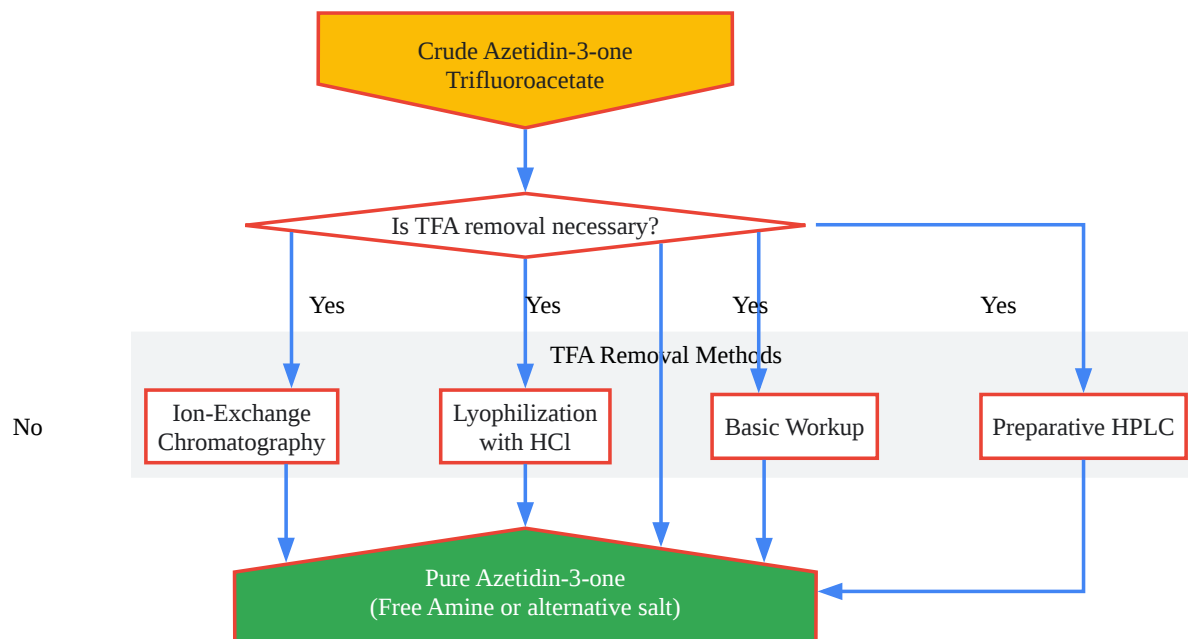 Crude Azetidin-3-one
Trifluoroacetate
Is TFA removal necessary?
Yes
Yes
Yes
Yes
TFA Removal Methods
No
Ion-Exchange
Chromatography
Lyophilization
with HCl
Basic Workup
Preparative HPLC
Pure Azetidin-3-one
(Free Amine or alternative salt)